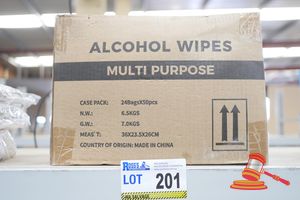 ALCOHOL WIPES
MULTI PURPOSE
CASE PACK: 24BagsX50pcs
N.W.: 6.5KGS
G.W.: 7.0KGS
MEAS'T: 36X23.5X26CM
COUNTRY OF ORIGIN: MADE IN CHINA
ROSS'S
LOT 201